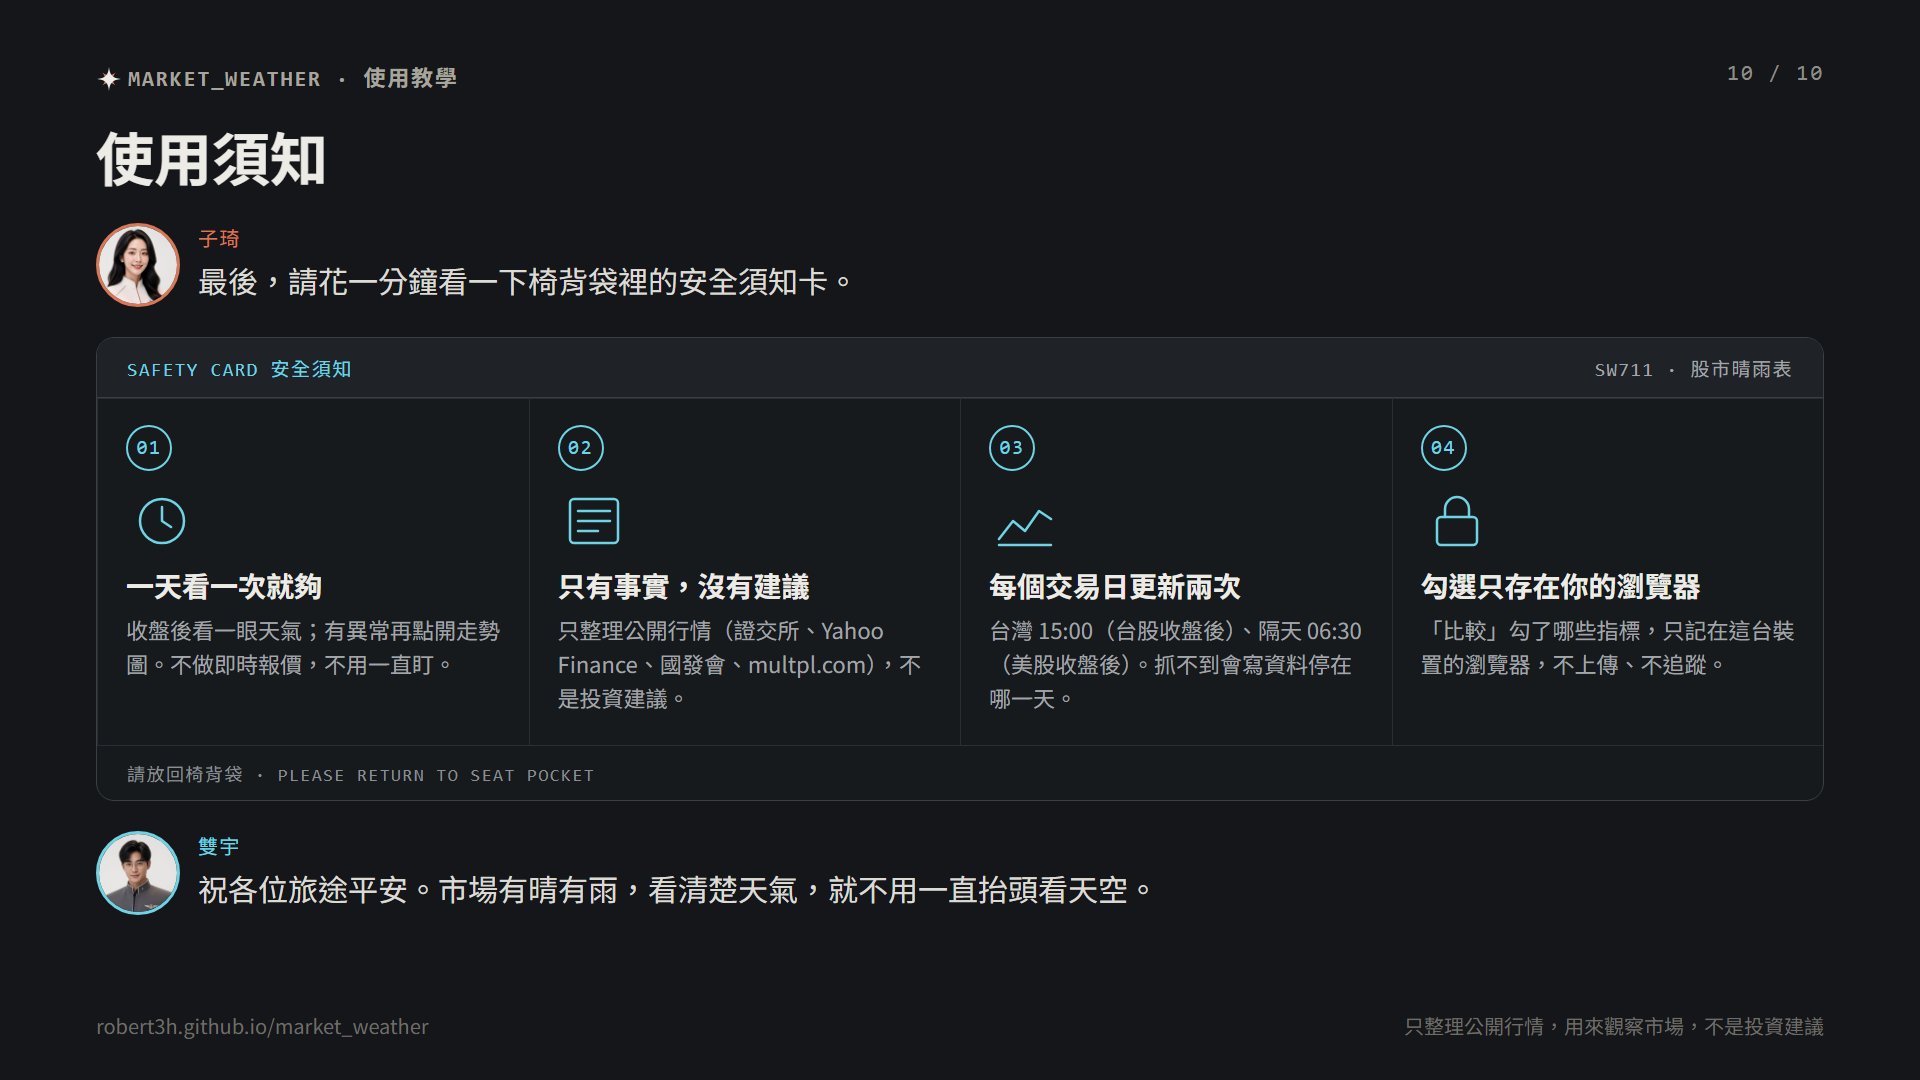 MARKET_WEATHER · 使用教學
10 / 10
使用須知
子琦
最後，請花一分鐘看一下椅背袋裡的安全須知卡。
SAFETY CARD 安全須知
SW711 · 股市晴雨表
01
一天看一次就夠
收盤後看一眼天氣；有異常再點開走勢
圖。不做即時報價，不用一直盯。
02
只有事實，沒有建議
只整理公開行情（證交所、Yahoo
Finance、國發會、multpl.com），不
是投資建議。
03
每個交易日更新兩次
台灣 15:00（台股收盤後）、隔天 06:30
（美股收盤後）。抓不到會寫資料停在
哪一天。
04
勾選只存在你的瀏覽器
「比較」勾了哪些指標，只記在這台裝
置的瀏覽器，不上傳、不追蹤。
請放回椅背袋 · PLEASE RETURN TO SEAT POCKET
雙宇
祝各位旅途平安。市場有晴有雨，看清楚天氣，就不用一直抬頭看天空。
robert3h.github.io/market_weather
只整理公開行情，用來觀察市場，不是投資建議